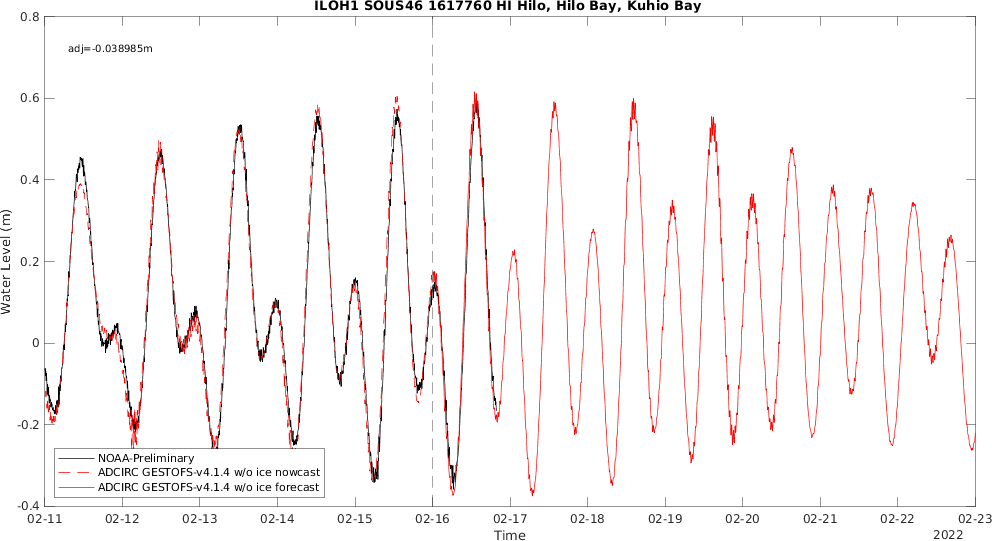 ILOH1 SOUS46 1617760 HI Hilo, Hilo Bay, Kuhio Bay
adj=-0.038985m
Water Level (m)
0.8
0.6
0.4
0.2
0
-0.2
-0.4
NOAA-Preliminary
ADCIRC GESTOFS-v4.1.4 w/o ice nowcast
ADCIRC GESTOFS-v4.1.4 w/o ice forecast
02-11 02-12 02-13 02-14 02-15 02-16 02-17 02-18 02-19 02-20 02-21 02-22 02-23
Time
2022